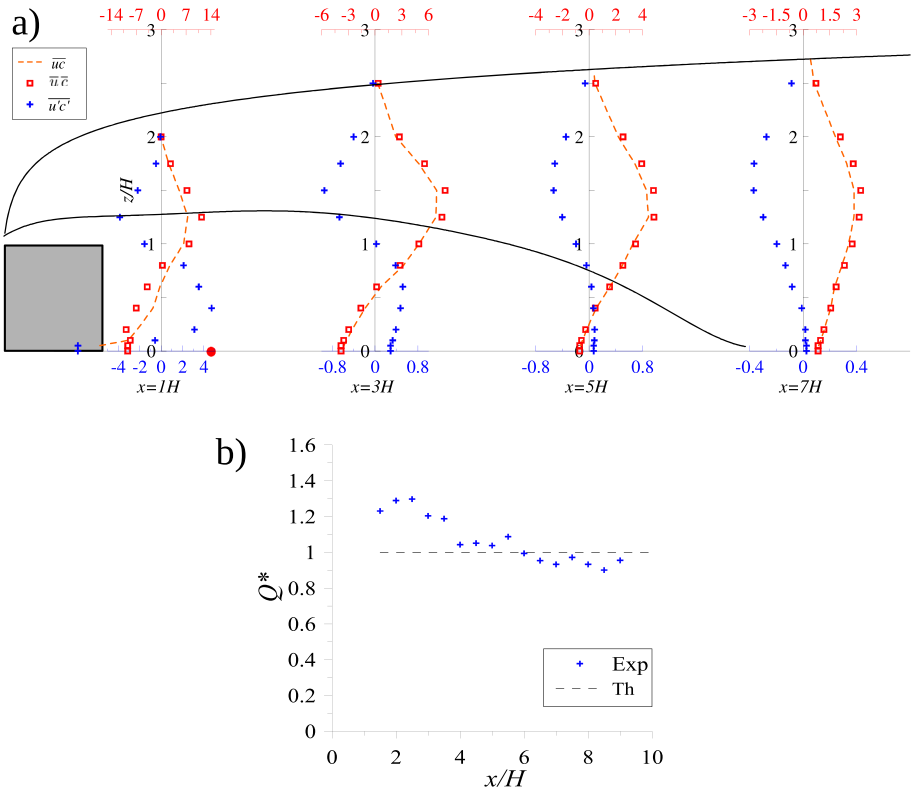 a)
-14 -7 0 7 14
-6 -3 0 3 6
-4 -2 0 2 4
-3 -1.5 0 1.5 3
3 3 3 3
uc
u c
u'c'
2 2 2 2
z/H
1 1 1 1
0 0 0 0
-4 -2 0 2 4
-0.8 0 0.8
-0.8 0 0.8
-0.4 0 0.4
x=1H
x=3H
x=5H
x=7H
b)
1.6
1.4
1.2
1
0.8
0.6
0.4
0.2
0
Q*
Exp
Th
0 2 4 6 8 10
x/H